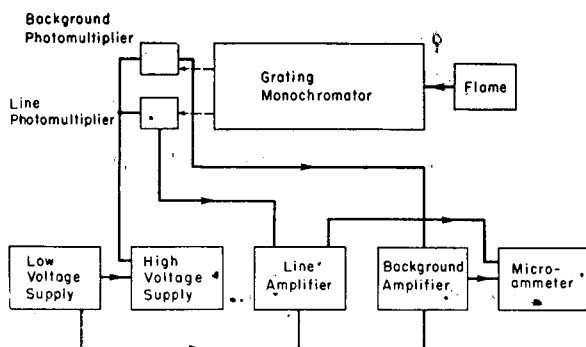 Background
Photomultiplier
Grating
Monochromator
Flame
Line
Photomultiplier
Low
Voltage
Supply
High
Voltage
Supply
Line
Amplifier
Background
Amplifier
Micro-
ammeter